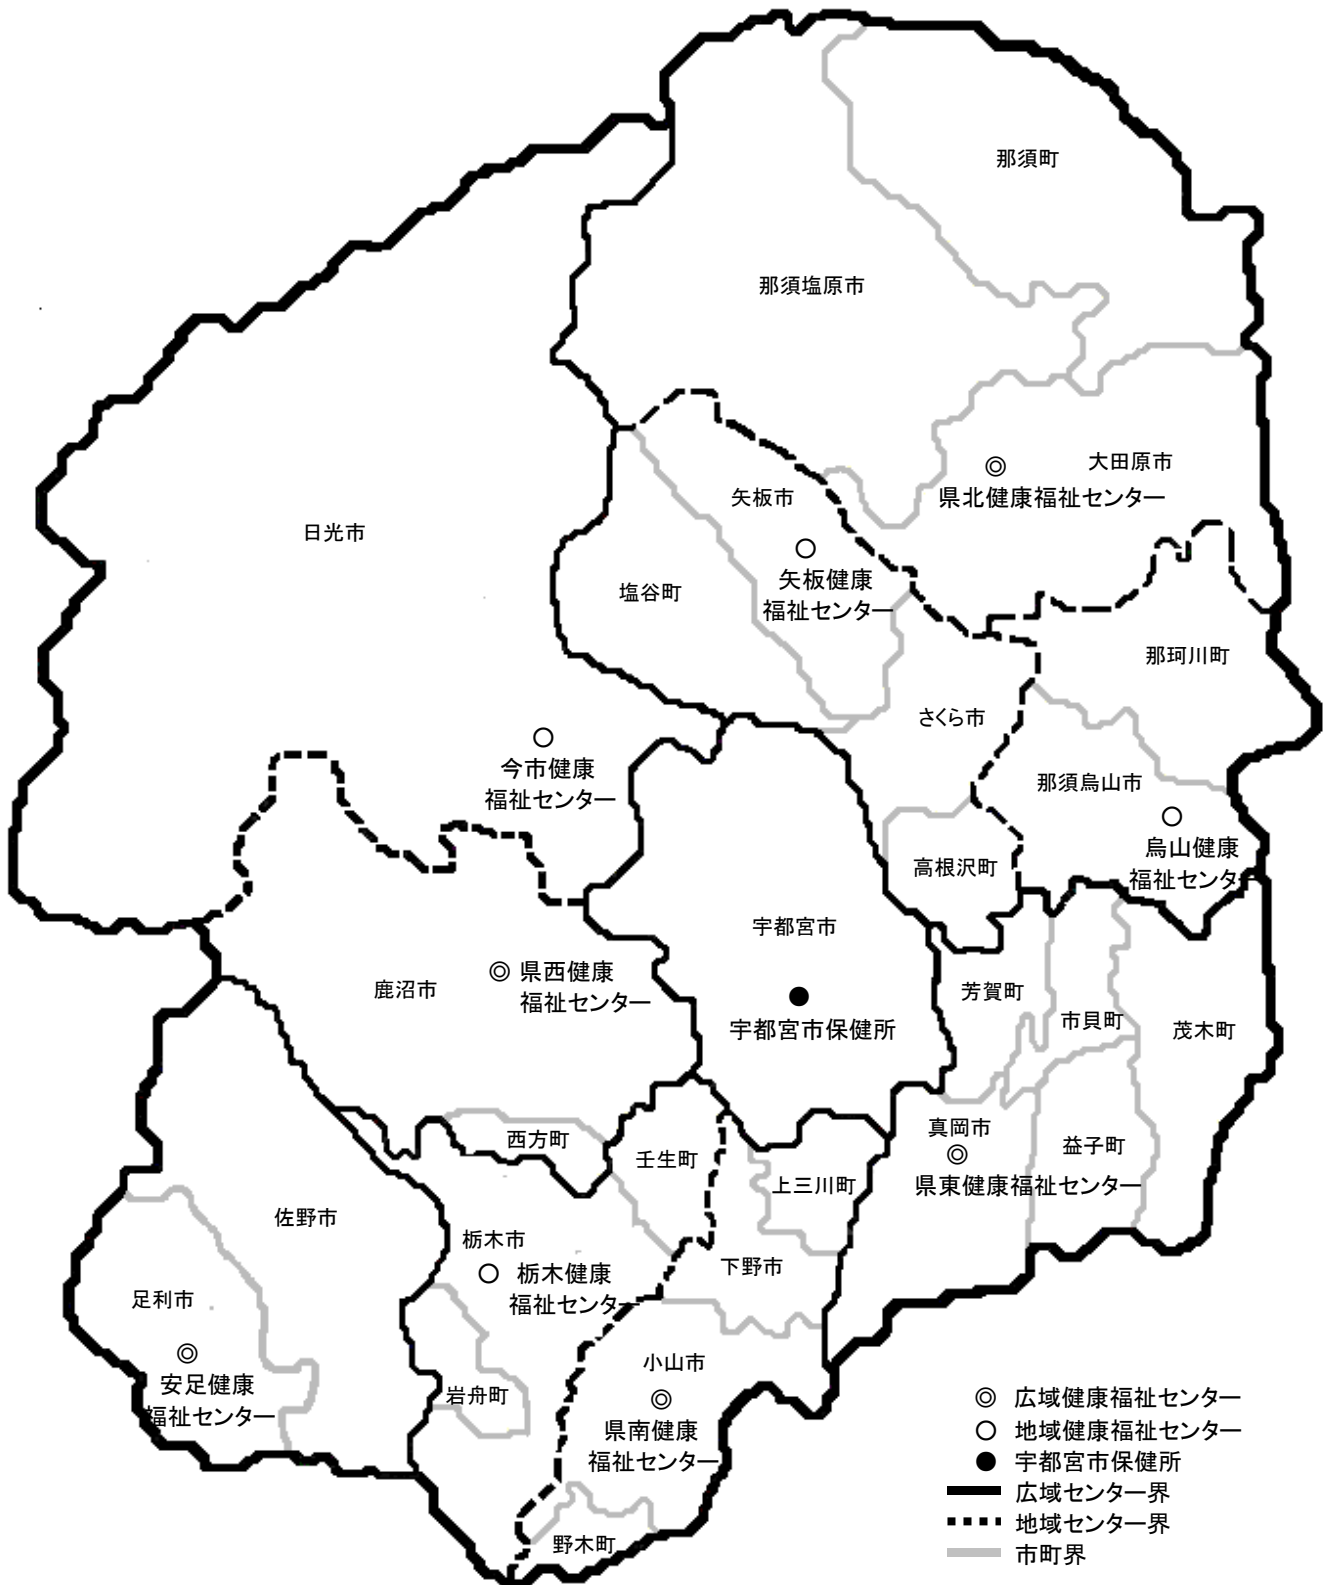 那須町
那須塩原市
大田原市
県北健康福祉センター
矢板市
日光市
矢板健康
福祉センター
塩谷町
那珂川町
さくら市
今市健康
福祉センター
那須烏山市
烏山健康
福祉センター
高根沢町
宇都宮市
県西健康
福祉センター
鹿沼市
芳賀町
市貝町
茂木町
宇都宮市保健所
真岡市
西方町
壬生町
益子町
上三川町
県東健康福祉センター
佐野市
栃木市
下野市
栃木健康
福祉センター
足利市
小山市
安足健康
福祉センター
岩舟町
県南健康
福祉センター
野木町
◎ 広域健康福祉センター
○ 地域健康福祉センター
● 宇都宮市保健所
広域センター界
地域センター界
市町界